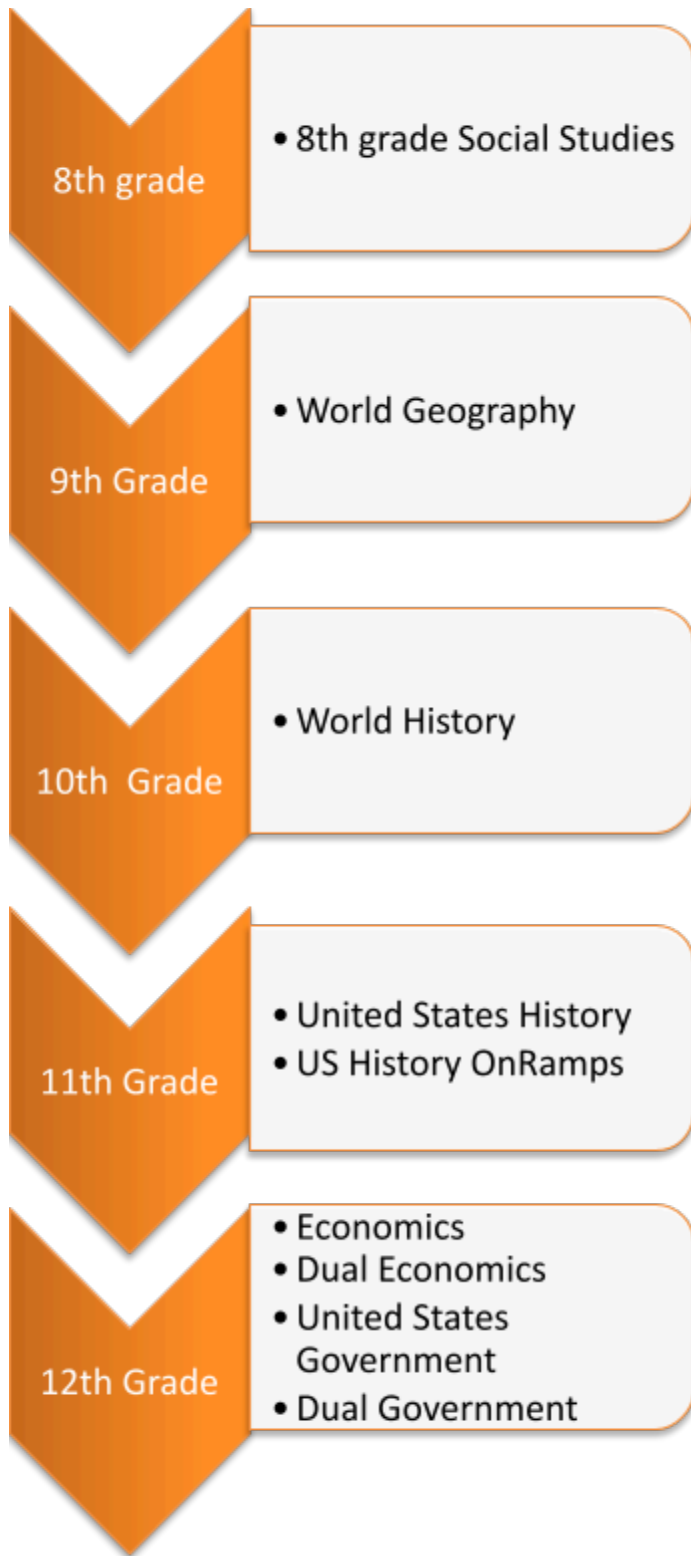 8th grade
• 8th grade Social Studies
9th Grade
• World Geography
10th  Grade
• World History
11th Grade
• United States History
• US History OnRamps
12th Grade
• Economics
• Dual Economics
• United States
Government
• Dual Government